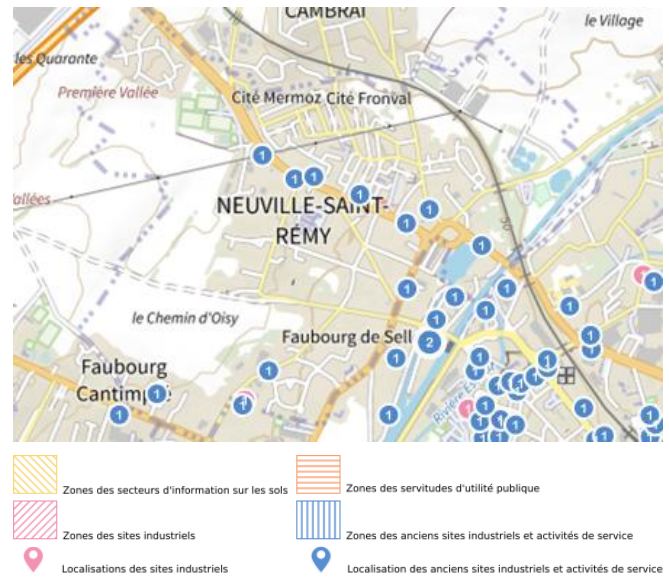 CAMBRAI
le Village
les Quarante
Première Vallée
Cité Mermoz Cité Fronval
Vallées
NEUVILLE-SAINT-
RÉMY
le Chemin d'Oisy
Faubourg de Sell
Faubourg
Cantimpré
Zones des secteurs d'information sur les sols
Zones des servitudes d'utilité publique
Zones des sites industriels
Zones des anciens sites industriels et activités de service
Localisations des sites industriels
Localisation des anciens sites industriels et activités de service